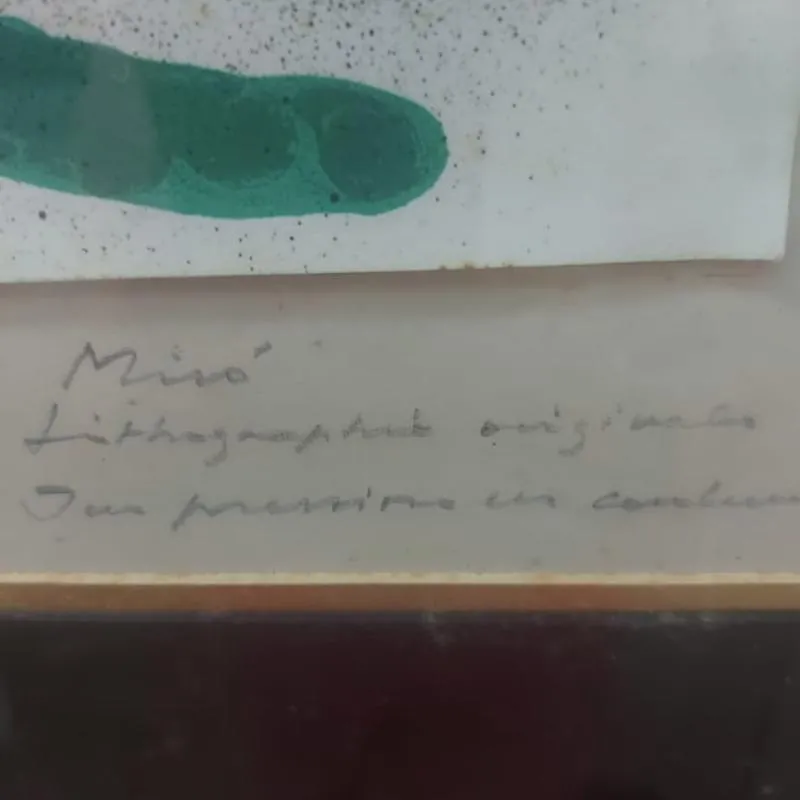 Miró
Lithographie originale
Impression en couleurs